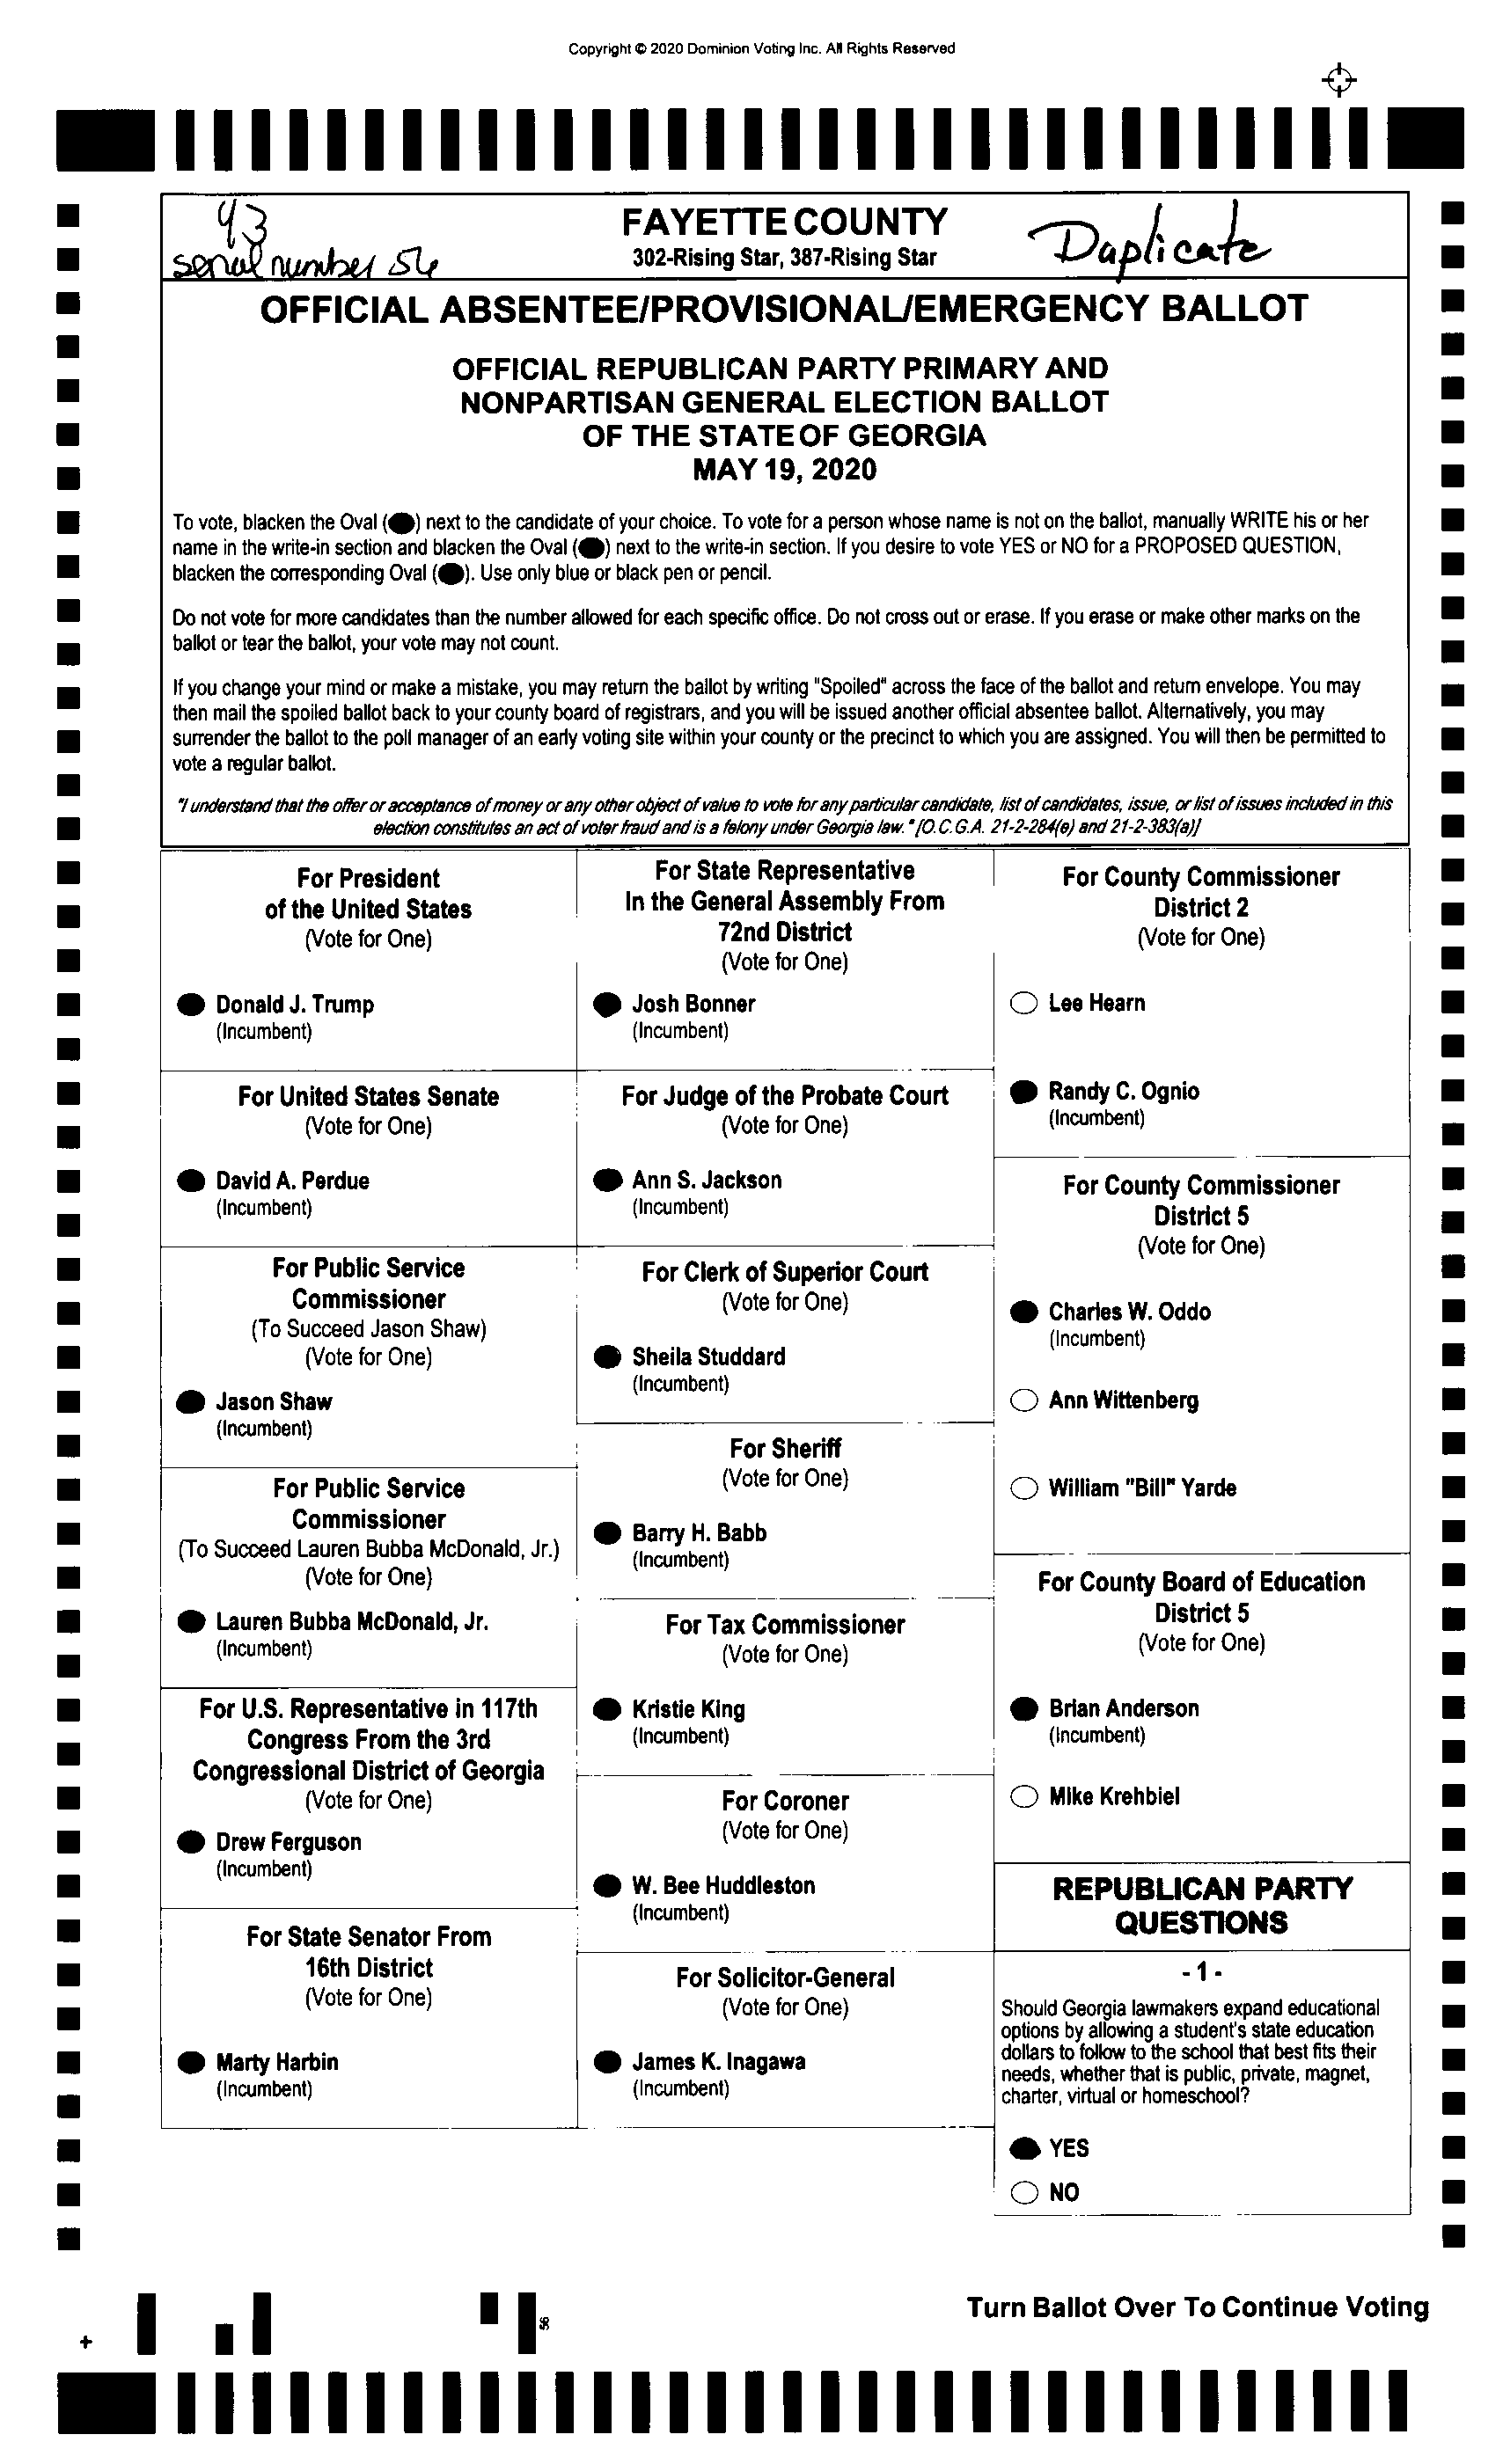 Copyright © 2020 Dominion Voting Inc. All Rights Reserved
43
serial number 56
FAYETTE COUNTY
302-Rising Star, 387-Rising Star
Duplicate
OFFICIAL ABSENTEE/PROVISIONAL/EMERGENCY BALLOT
OFFICIAL REPUBLICAN PARTY PRIMARY AND
NONPARTISAN GENERAL ELECTION BALLOT
OF THE STATE OF GEORGIA
MAY 19, 2020
To vote, blacken the Oval ( ) next to the candidate of your choice. To vote for a person whose name is not on the ballot, manually WRITE his or her
name in the write-in section and blacken the Oval ( ) next to the write-in section. If you desire to vote YES or NO for a PROPOSED QUESTION,
blacken the corresponding Oval ( ). Use only blue or black pen or pencil.
Do not vote for more candidates than the number allowed for each specific office. Do not cross out or erase. If you erase or make other marks on the
ballot or tear the ballot, your vote may not count.
If you change your mind or make a mistake, you may return the ballot by writing "Spoiled" across the face of the ballot and return envelope. You may
then mail the spoiled ballot back to your county board of registrars, and you will be issued another official absentee ballot. Alternatively, you may
surrender the ballot to the poll manager of an early voting site within your county or the precinct to which you are assigned. You will then be permitted to
vote a regular ballot.
"I understand that the offer or acceptance of money or any other object of value to vote for any particular candidate, list of candidates, issue, or list of issues included in this
election constitutes an act of voter fraud and is a felony under Georgia law." [O.C.G.A. 21-2-284(e) and 21-2-383(a)]
For President
of the United States
(Vote for One)
Donald J. Trump
(Incumbent)
For United States Senate
(Vote for One)
David A. Perdue
(Incumbent)
For Public Service
Commissioner
(To Succeed Jason Shaw)
(Vote for One)
Jason Shaw
(Incumbent)
For Public Service
Commissioner
(To Succeed Lauren Bubba McDonald, Jr.)
(Vote for One)
Lauren Bubba McDonald, Jr.
(Incumbent)
For U.S. Representative in 117th
Congress From the 3rd
Congressional District of Georgia
(Vote for One)
Drew Ferguson
(Incumbent)
For State Senator From
16th District
(Vote for One)
Marty Harbin
(Incumbent)
For State Representative
In the General Assembly From
72nd District
(Vote for One)
Josh Bonner
(Incumbent)
For Judge of the Probate Court
(Vote for One)
Ann S. Jackson
(Incumbent)
For Clerk of Superior Court
(Vote for One)
Sheila Studdard
(Incumbent)
For Sheriff
(Vote for One)
Barry H. Babb
(Incumbent)
For Tax Commissioner
(Vote for One)
Kristie King
(Incumbent)
For Coroner
(Vote for One)
W. Bee Huddleston
(Incumbent)
For Solicitor-General
(Vote for One)
James K. Inagawa
(Incumbent)
For County Commissioner
District 2
(Vote for One)
Lee Hearn
Randy C. Ognio
(Incumbent)
For County Commissioner
District 5
(Vote for One)
Charles W. Oddo
(Incumbent)
Ann Wittenberg
William "Bill" Yarde
For County Board of Education
District 5
(Vote for One)
Brian Anderson
(Incumbent)
Mike Krehbiel
REPUBLICAN PARTY
QUESTIONS
- 1 -
Should Georgia lawmakers expand educational
options by allowing a student's state education
dollars to follow to the school that best fits their
needs, whether that is public, private, magnet,
charter, virtual or homeschool?
YES
NO
Turn Ballot Over To Continue Voting
56